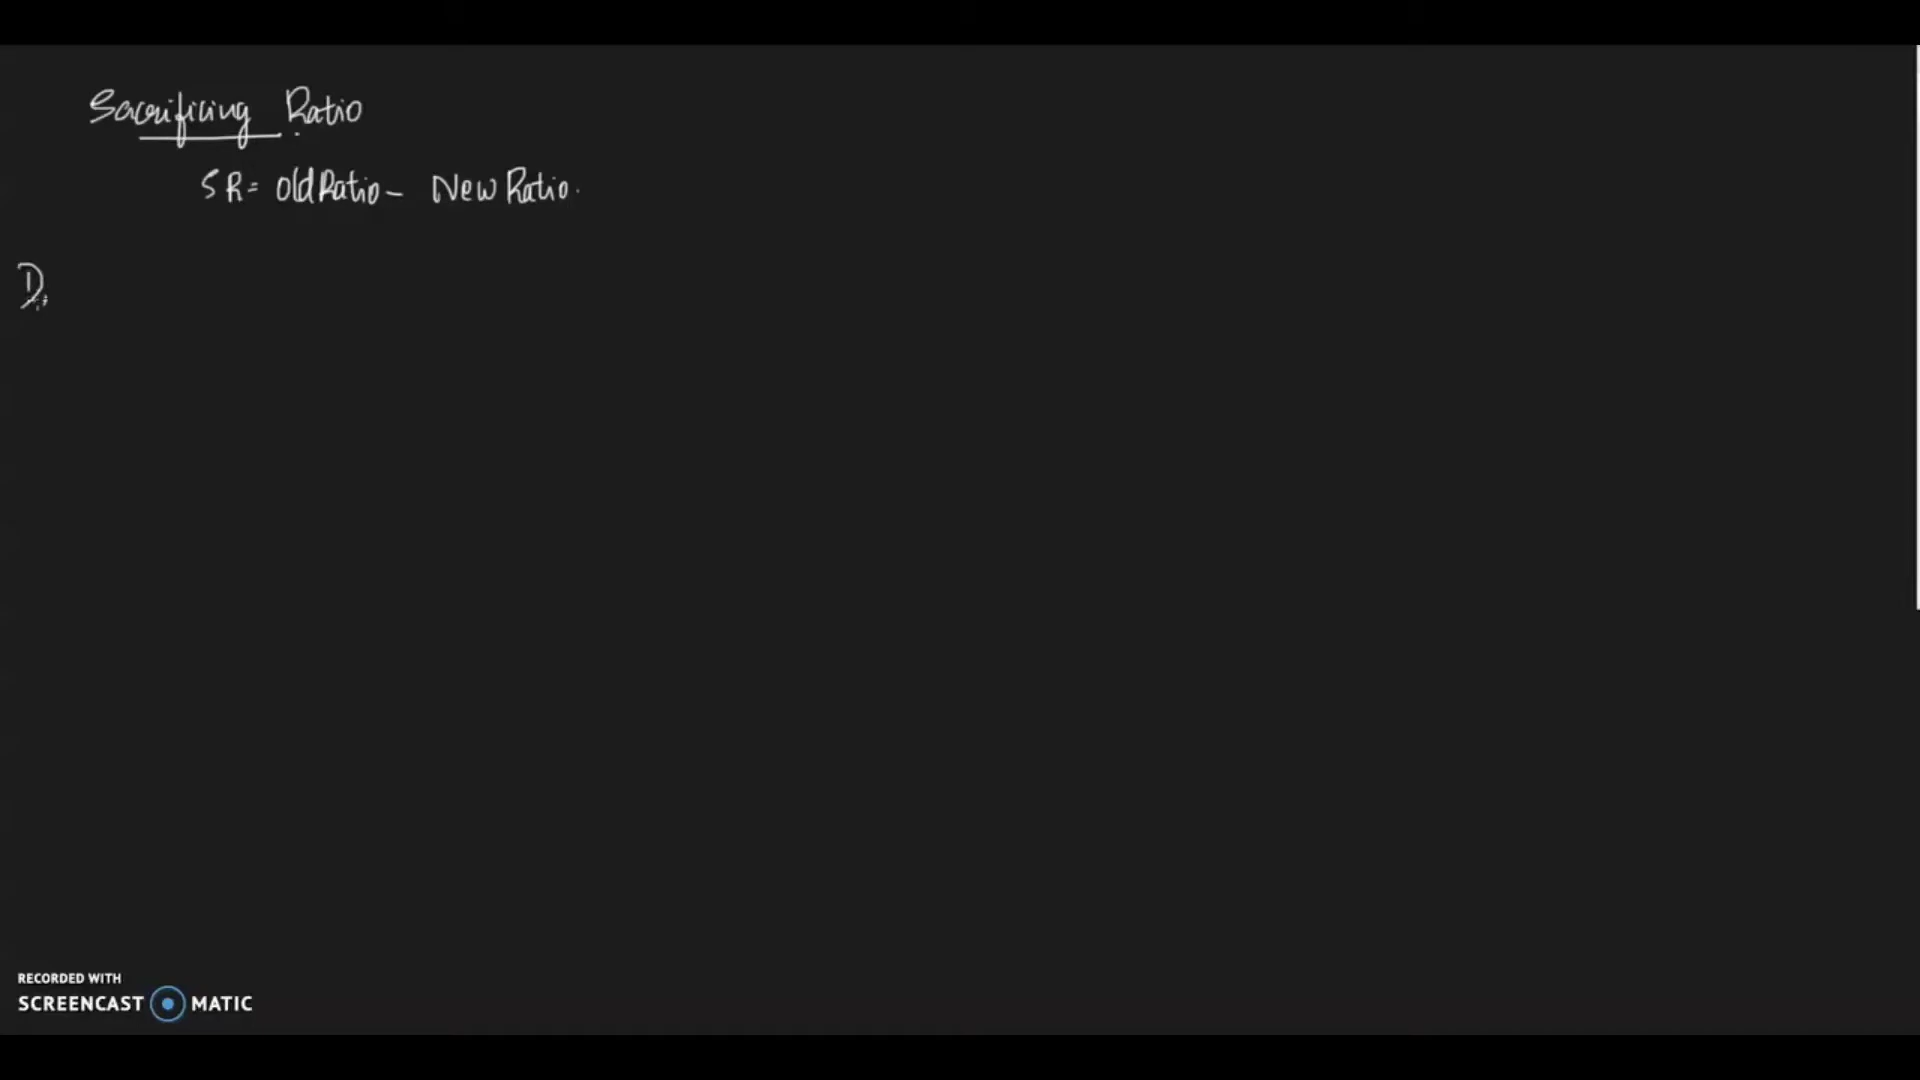 Sacrificing Ratio
SR = Old Ratio - New Ratio.
D
RECORDED WITH
SCREENCAST MATIC